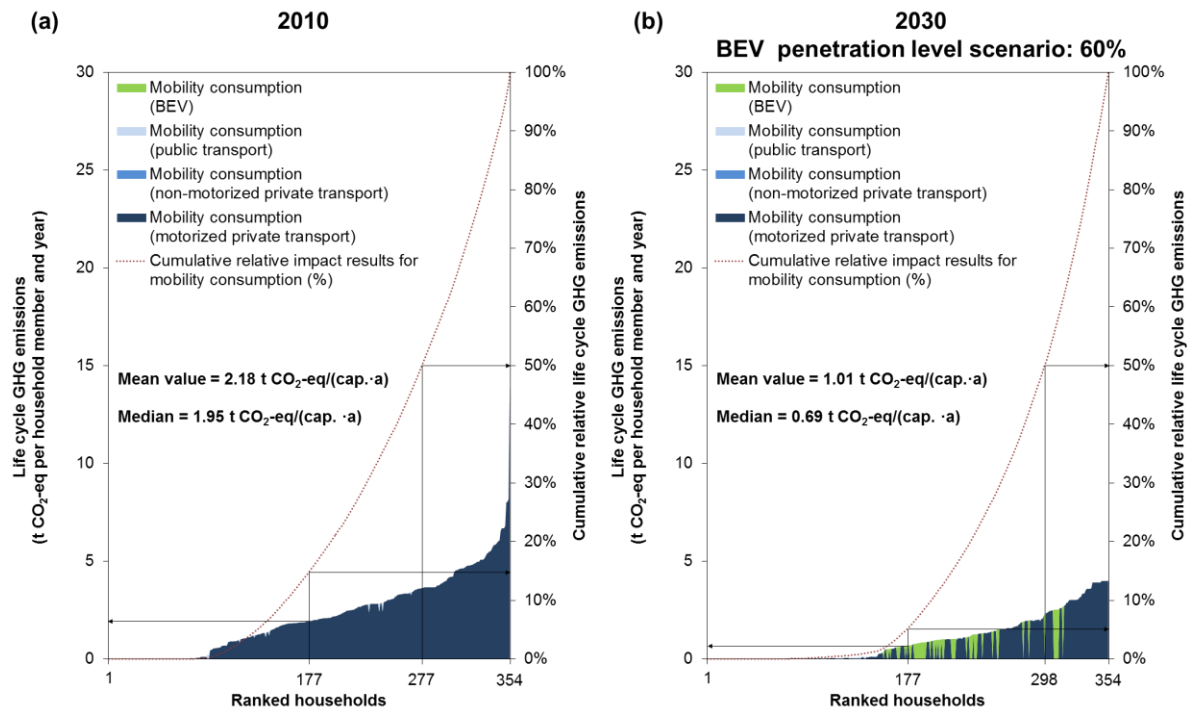 (a)
2010
30
25
20
15
10
5
0
Life cycle GHG emissions
(t CO₂-eq per household member and year)
Mobility consumption
(BEV)
Mobility consumption
(public transport)
Mobility consumption
(non-motorized private transport)
Mobility consumption
(motorized private transport)
Cumulative relative impact results for
mobility consumption (%)
Mean value = 2.18 t CO₂-eq/(cap.·a)
Median = 1.95 t CO₂-eq/(cap. ·a)
100%
90%
80%
70%
60%
50%
40%
30%
20%
10%
0%
Cumulative relative life cycle GHG emissions
1
177
277
354
Ranked households
(b)
2030
BEV penetration level scenario: 60%
30
25
20
15
10
5
0
Life cycle GHG emissions
(t CO₂-eq per household member and year)
Mobility consumption
(BEV)
Mobility consumption
(public transport)
Mobility consumption
(non-motorized private transport)
Mobility consumption
(motorized private transport)
Cumulative relative impact results for
mobility consumption (%)
Mean value = 1.01 t CO₂-eq/(cap.·a)
Median = 0.69 t CO₂-eq/(cap. ·a)
100%
90%
80%
70%
60%
50%
40%
30%
20%
10%
0%
Cumulative relative life cycle GHG emissions
1
177
298
354
Ranked households